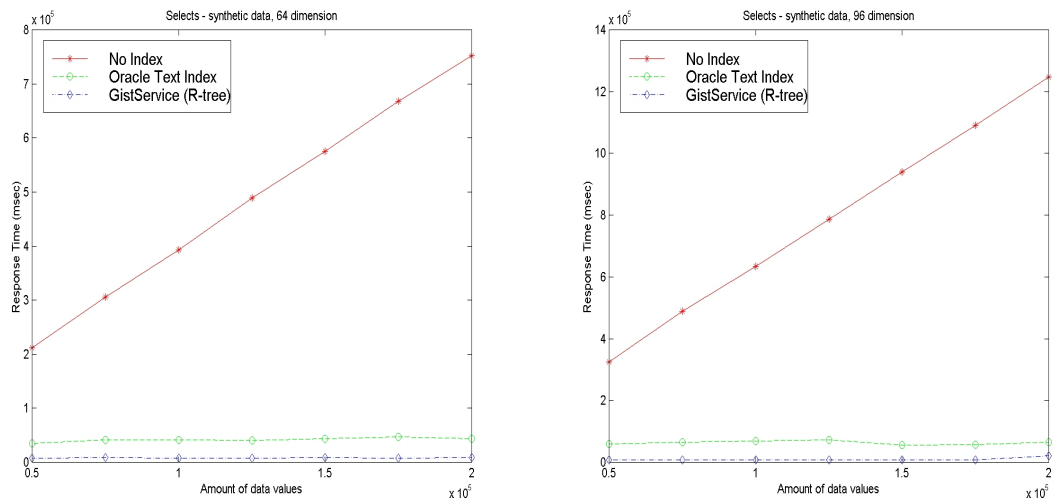 Selects - synthetic data, 64 dimension
x 10^5
8
7
6
5
4
3
2
1
0
Response Time (msec)
No Index
Oracle Text Index
GistService (R-tree)
0.5
1
1.5
2
x 10^5
Amount of data values
Selects - synthetic data, 96 dimension
x 10^5
14
12
10
8
6
4
2
0
Response Time (msec)
No Index
Oracle Text Index
GistService (R-tree)
0.5
1
1.5
2
x 10^5
Amount of data values